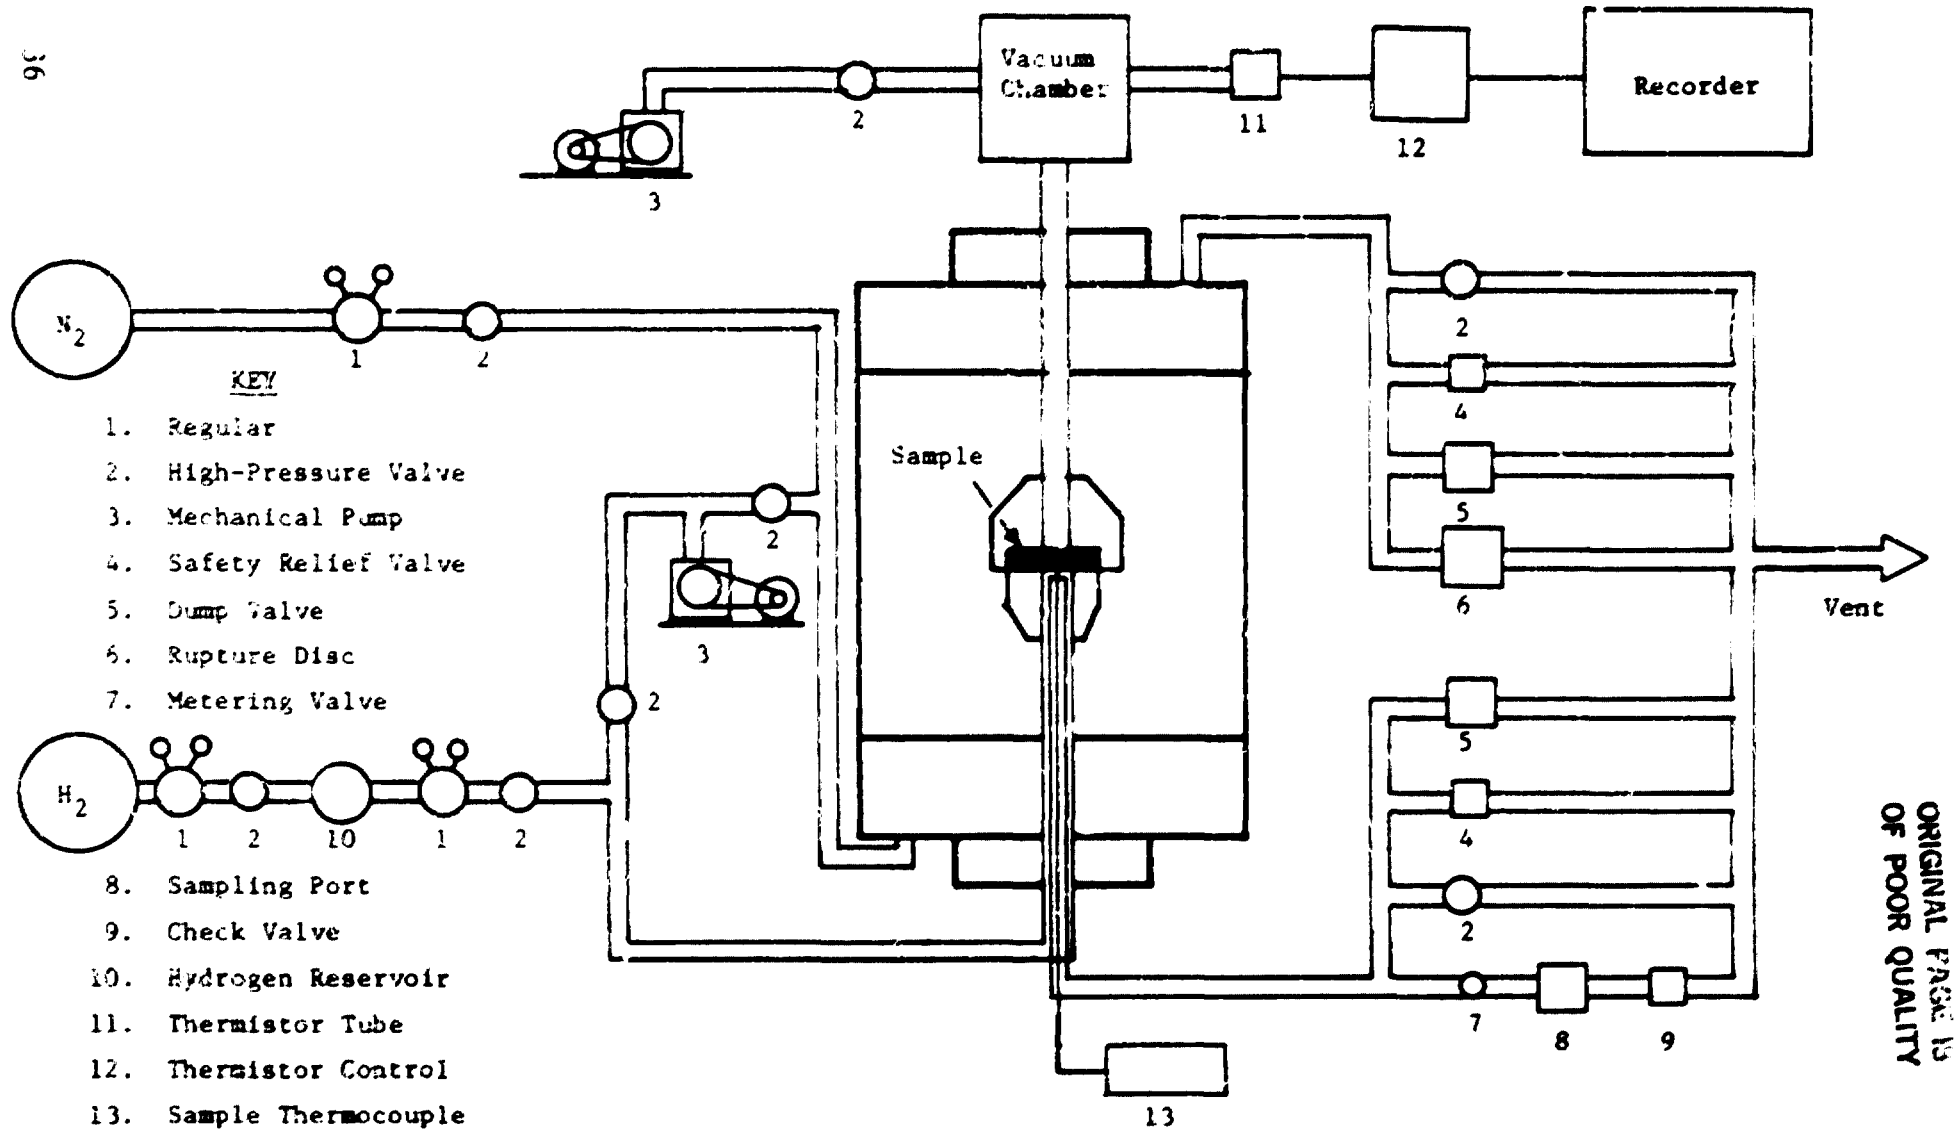 36
Vacuum
Chamber
Recorder
2
11
12
3
N2
1
2
KEY
1. Regular
2. High-Pressure Valve
3. Mechanical Pump
4. Safety Relief Valve
5. Dump Valve
6. Rupture Disc
7. Metering Valve
Sample
2
3
2
2
4
5
6
Vent
H2
1
2
10
1
2
5
4
2
7
8
9
8. Sampling Port
9. Check Valve
10. Hydrogen Reservoir
11. Thermistor Tube
12. Thermistor Control
13. Sample Thermocouple
13
ORIGINAL PAGE IS
OF POOR QUALITY